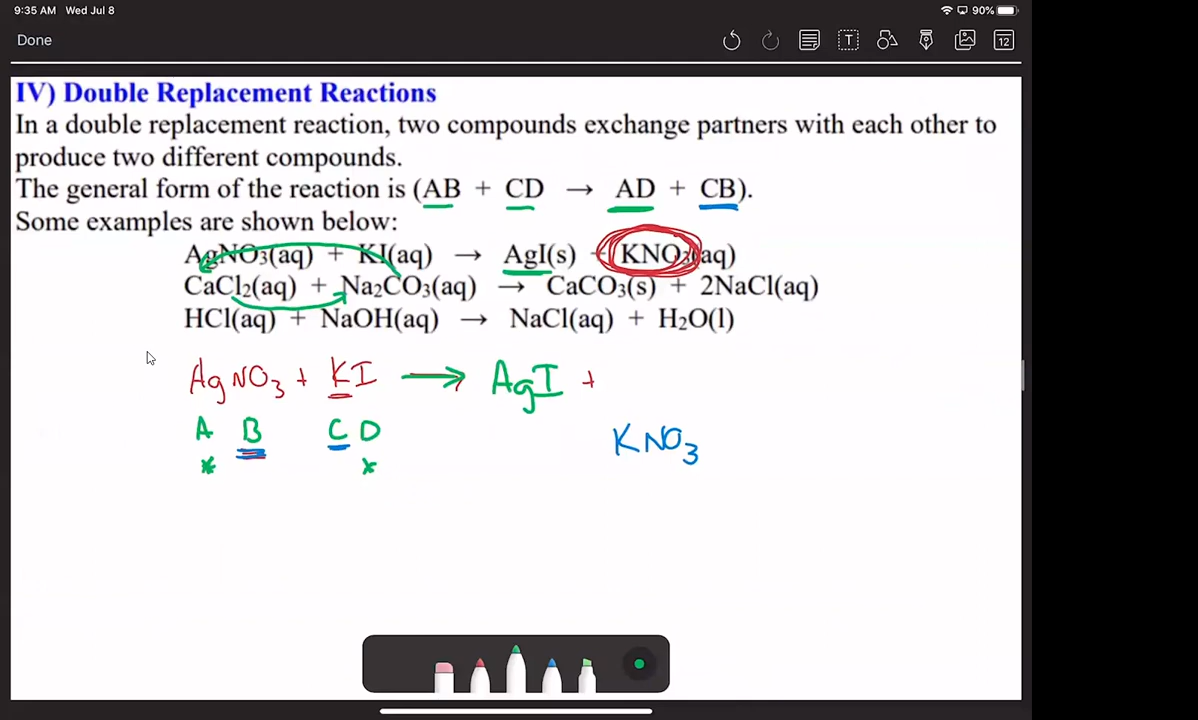 9:35 AM Wed Jul 8
90%
Done
T
12
IV) Double Replacement Reactions
In a double replacement reaction, two compounds exchange partners with each other to
produce two different compounds.
The general form of the reaction is (AB + CD → AD + CB).
Some examples are shown below:
AgNO₃(aq) + KI(aq) → AgI(s) + KNO₃(aq)
CaCl₂(aq) + Na₂CO₃(aq) → CaCO₃(s) + 2NaCl(aq)
HCl(aq) + NaOH(aq) → NaCl(aq) + H₂O(l)
AgNO₃ + KI → AgI +
A B C D
KNO₃
* *